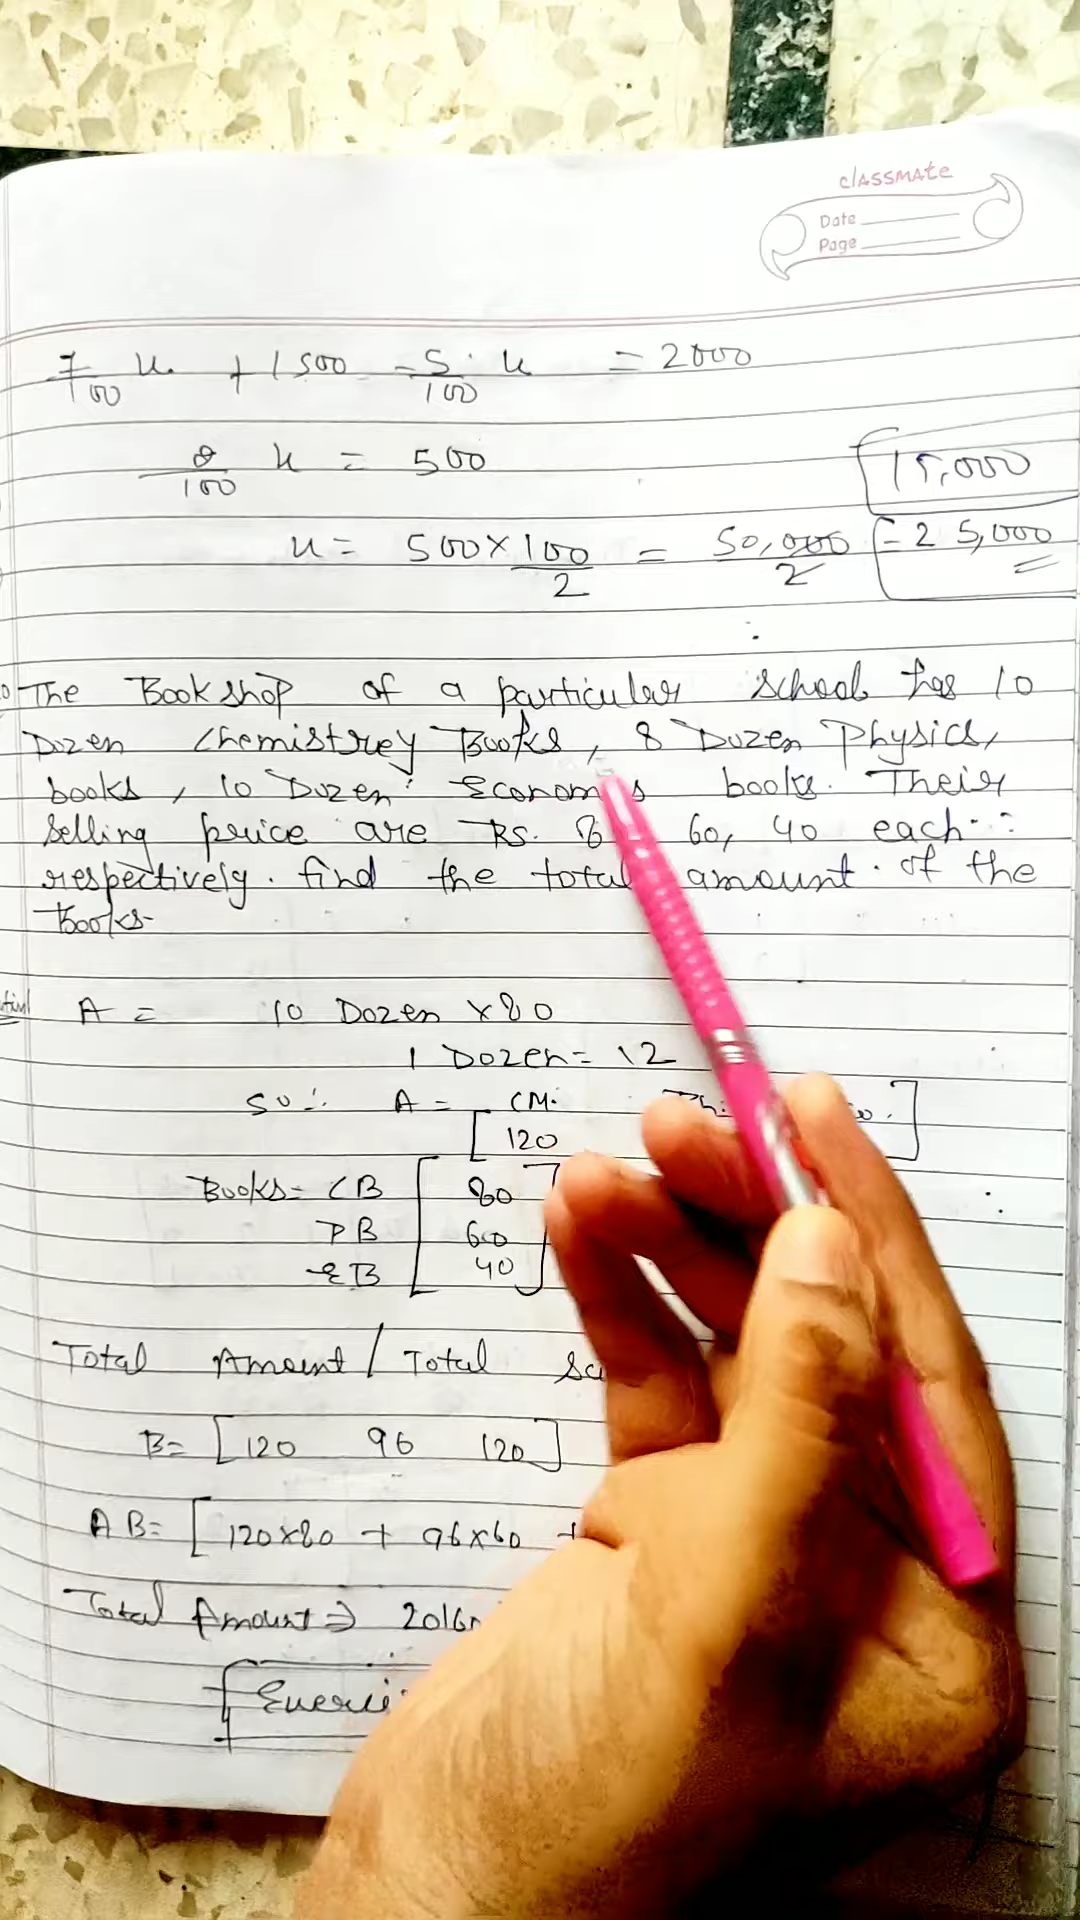 classmate
Date
Page
7/100 x + 1500 - 5/100 x = 2000
2/100 x = 500
15,000
x = 500 × 100/2 = 50,000/2 = 25,000
The Book shop of a particular School has 10
Dozen Chemistrey Books, 8 Dozen Physics,
books, 10 Dozen Economis books. Their
selling price are Rs. 60, 40 each
respectively. find the total amount of the
Books
A = 10 Dozen × 80
1 Dozen = 12
so ∴ A = CM.
[120 ]
Books = CB [80]
PB [60]
EB [40]
Total Amount / Total
B = [120 96 120]
AB = [120×80 + 96×60 +
Total Amount ⇒ 2016